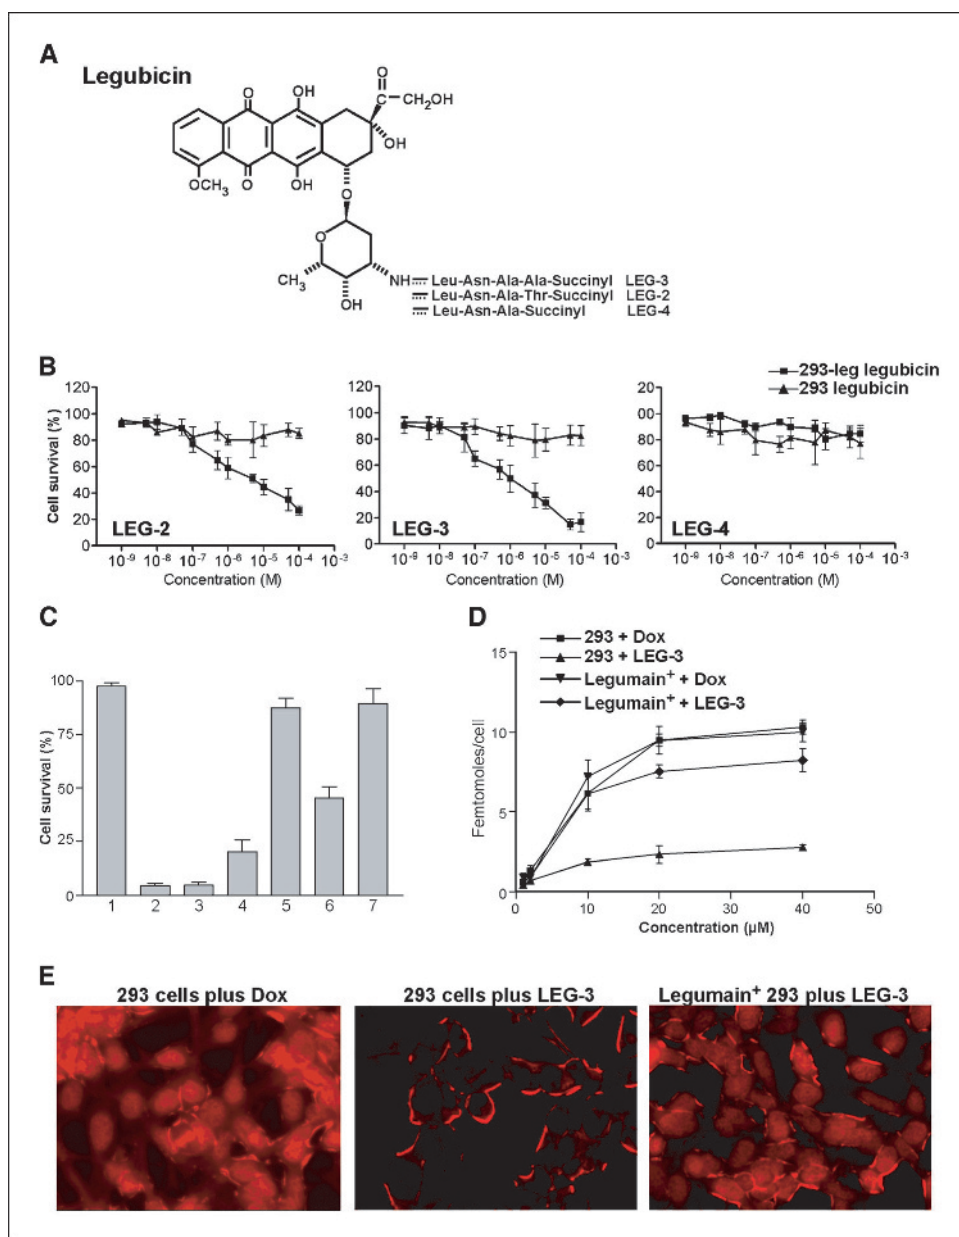 A
Legubicin
O
OH
O
CH2OH
OH
OCH3
O
OH
O
O
CH3
OH
NH
Leu-Asn-Ala-Ala-Succinyl LEG-3
Leu-Asn-Ala-Thr-Succinyl LEG-2
Leu-Asn-Ala-Succinyl LEG-4
B
293-leg legubicin
293 legubicin
Cell survival (%)
120
100
80
60
40
20
0
LEG-2
10-9 10-8 10-7 10-6 10-5 10-4 10-3
Concentration (M)
120
100
80
60
40
20
0
LEG-3
10-9 10-8 10-7 10-6 10-5 10-4 10-3
Concentration (M)
20
100
80
60
40
20
0
LEG-4
10-9 10-8 10-7 10-6 10-5 10-4 10-3
Concentration (M)
C
Cell survival (%)
100
75
50
25
0
1 2 3 4 5 6 7
D
293 + Dox
293 + LEG-3
Legumain+ + Dox
Legumain+ + LEG-3
Femtomoles/cell
15
10
5
0
0 10 20 30 40 50
Concentration (µM)
E
293 cells plus Dox
293 cells plus LEG-3
Legumain+ 293 plus LEG-3